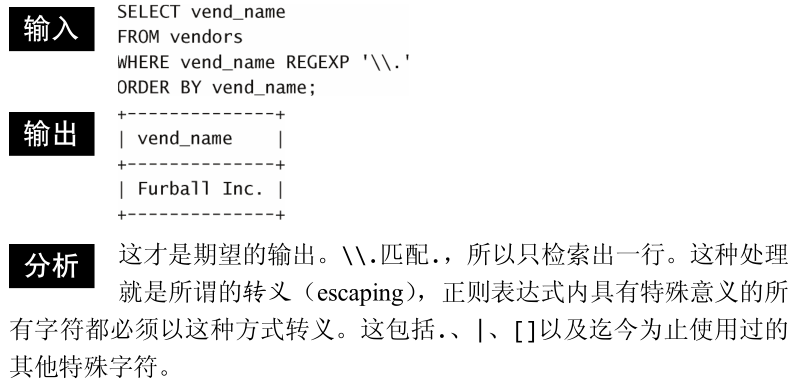 输入
SELECT vend_name
FROM vendors
WHERE vend_name REGEXP '\\.'
ORDER BY vend_name;
输出
+--------------+
| vend_name    |
+--------------+
| Furball Inc. |
+--------------+
分析
这才是期望的输出。\\.匹配.，所以只检索出一行。这种处理
就是所谓的转义（escaping），正则表达式内具有特殊意义的所
有字符都必须以这种方式转义。这包括.、|、[]以及迄今为止使用过的
其他特殊字符。